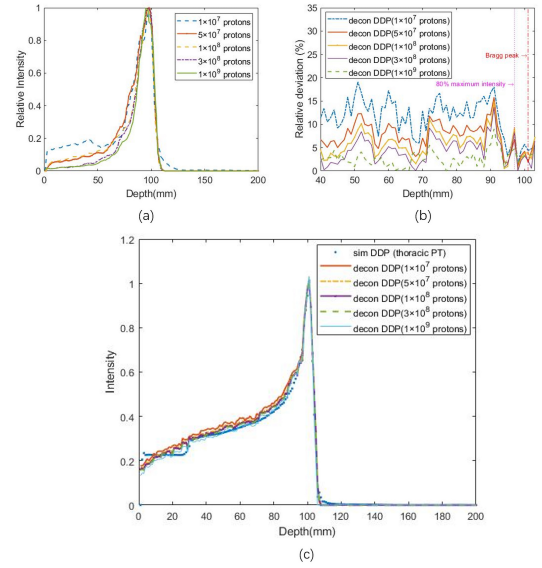 1
0.8
0.6
0.4
0.2
0
0
50
100
150
200
Relative Intensity
Depth(mm)
1×10⁷ protons
5×10⁷ protons
1×10⁸ protons
3×10⁸ protons
1×10⁹ protons
(a)
35
30
25
20
15
10
5
0
40
50
60
70
80
90
100
Relative deviation (%)
Depth(mm)
decon DDP(1×10⁷ protons)
decon DDP(5×10⁷ protons)
decon DDP(1×10⁸ protons)
decon DDP(3×10⁸ protons)
decon DDP(1×10⁹ protons)
Bragg peak →
80% maximum intensity →
(b)
1.2
1
0.8
0.6
0.4
0.2
0
0
20
40
60
80
100
120
140
160
180
200
Intensity
Depth(mm)
sim DDP (thoracic PT)
decon DDP(1×10⁷ protons)
decon DDP(5×10⁷ protons)
decon DDP(1×10⁸ protons)
decon DDP(3×10⁸ protons)
decon DDP(1×10⁹ protons)
(c)